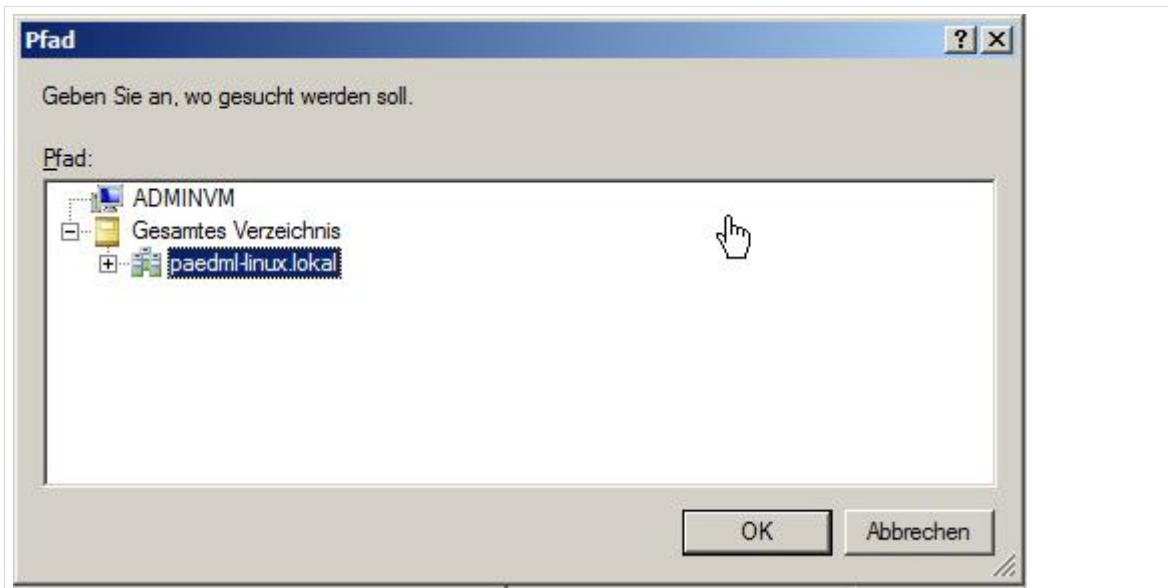 Pfad
Geben Sie an, wo gesucht werden soll.
Pfad:
ADMINVM
Gesamtes Verzeichnis
paedml-linux.lokal
OK Abbrechen